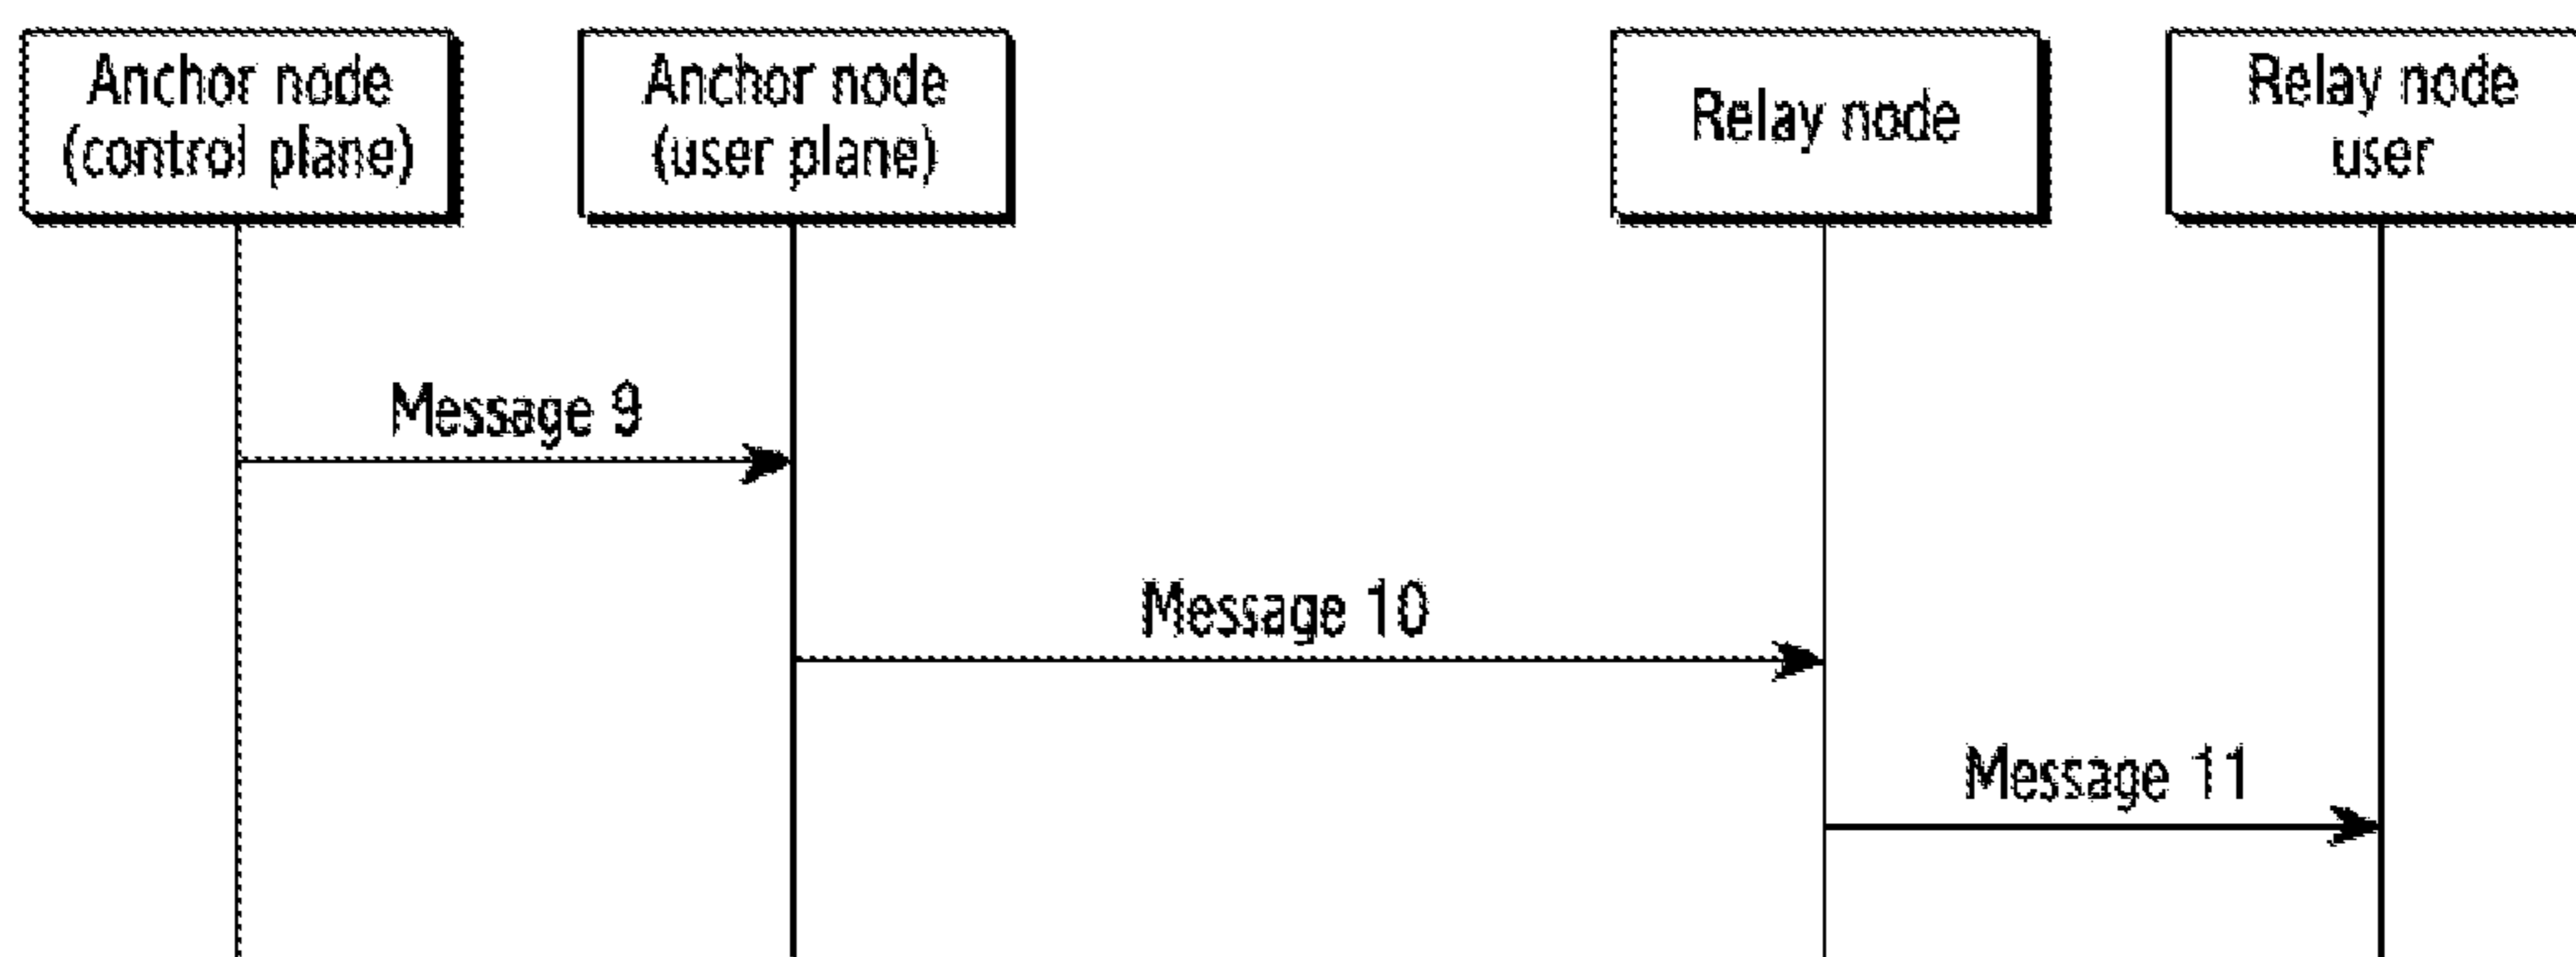 Anchor node
(control plane)
Anchor node
(user plane)
Relay node
Relay node
user
Message 9
Message 10
Message 11